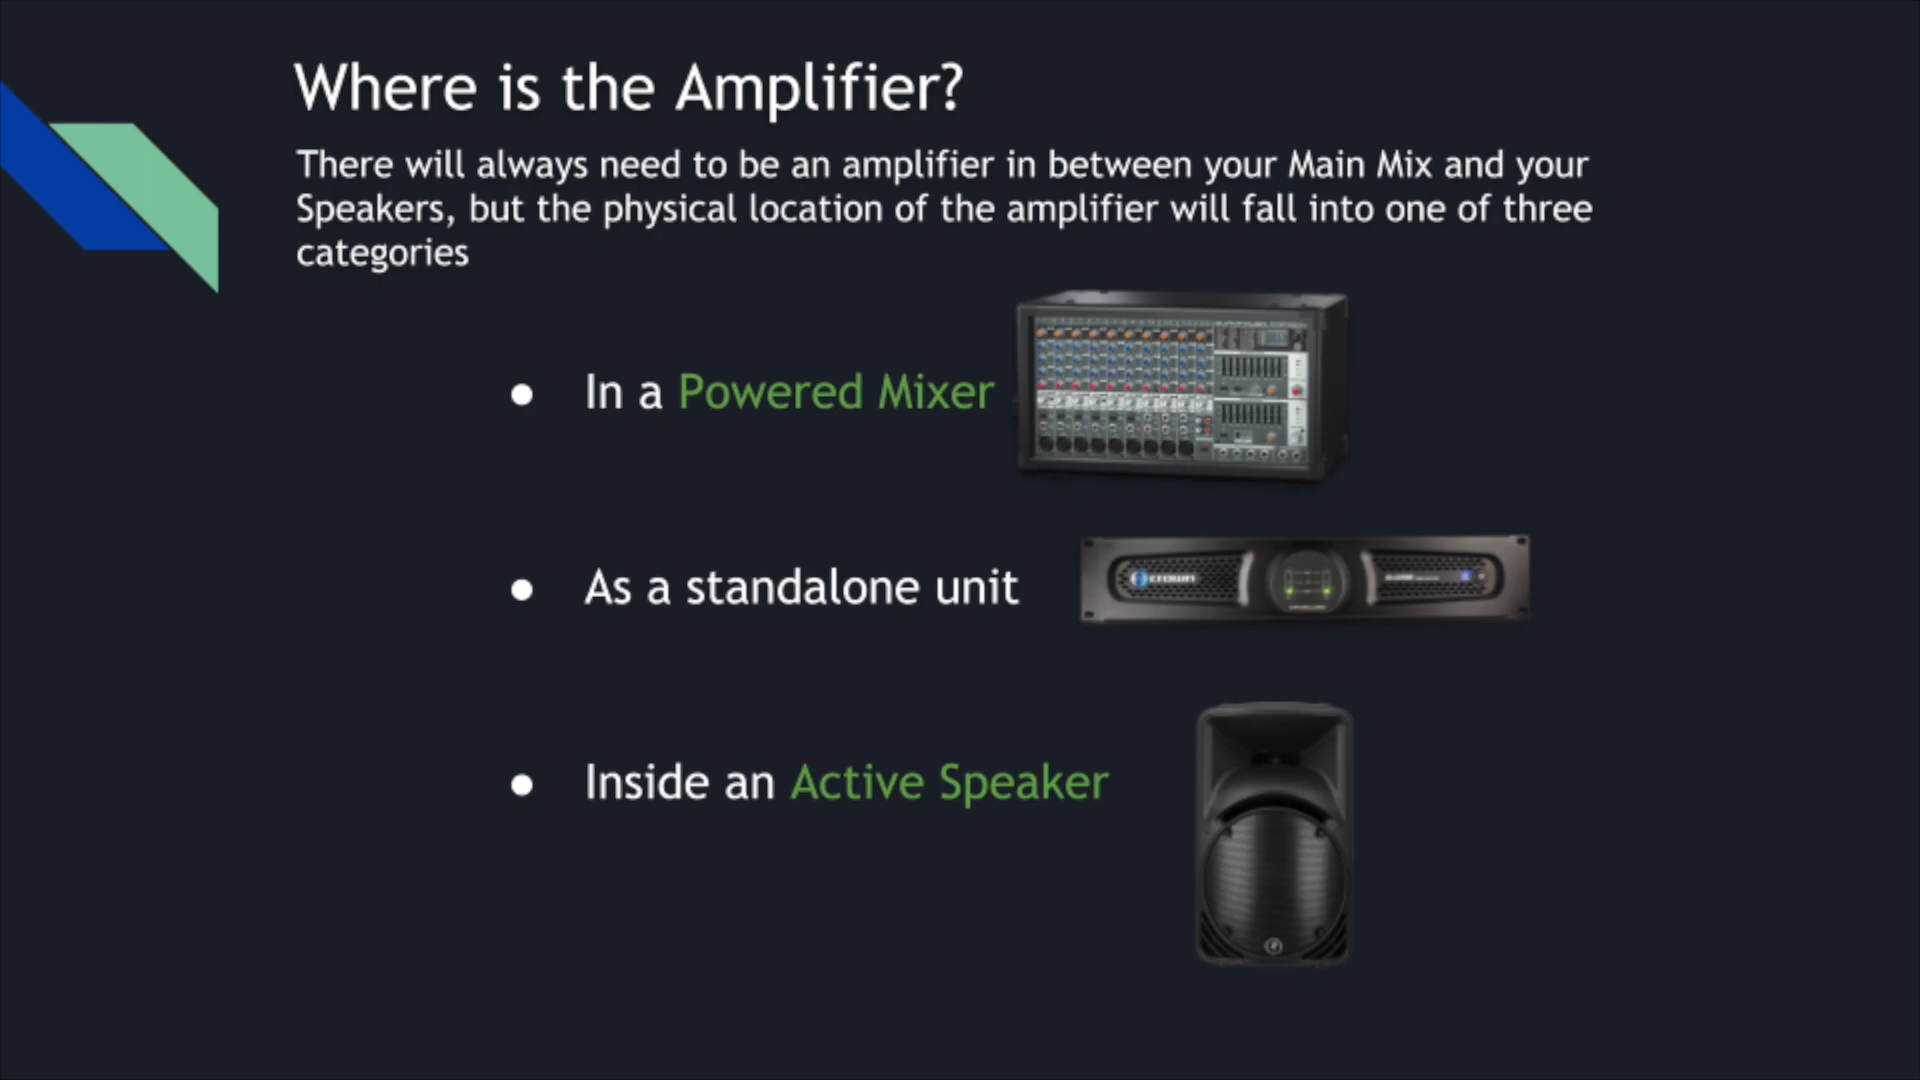 Where is the Amplifier?
There will always need to be an amplifier in between your Main Mix and your
Speakers, but the physical location of the amplifier will fall into one of three
categories
● In a Powered Mixer
● As a standalone unit
crown
● Inside an Active Speaker